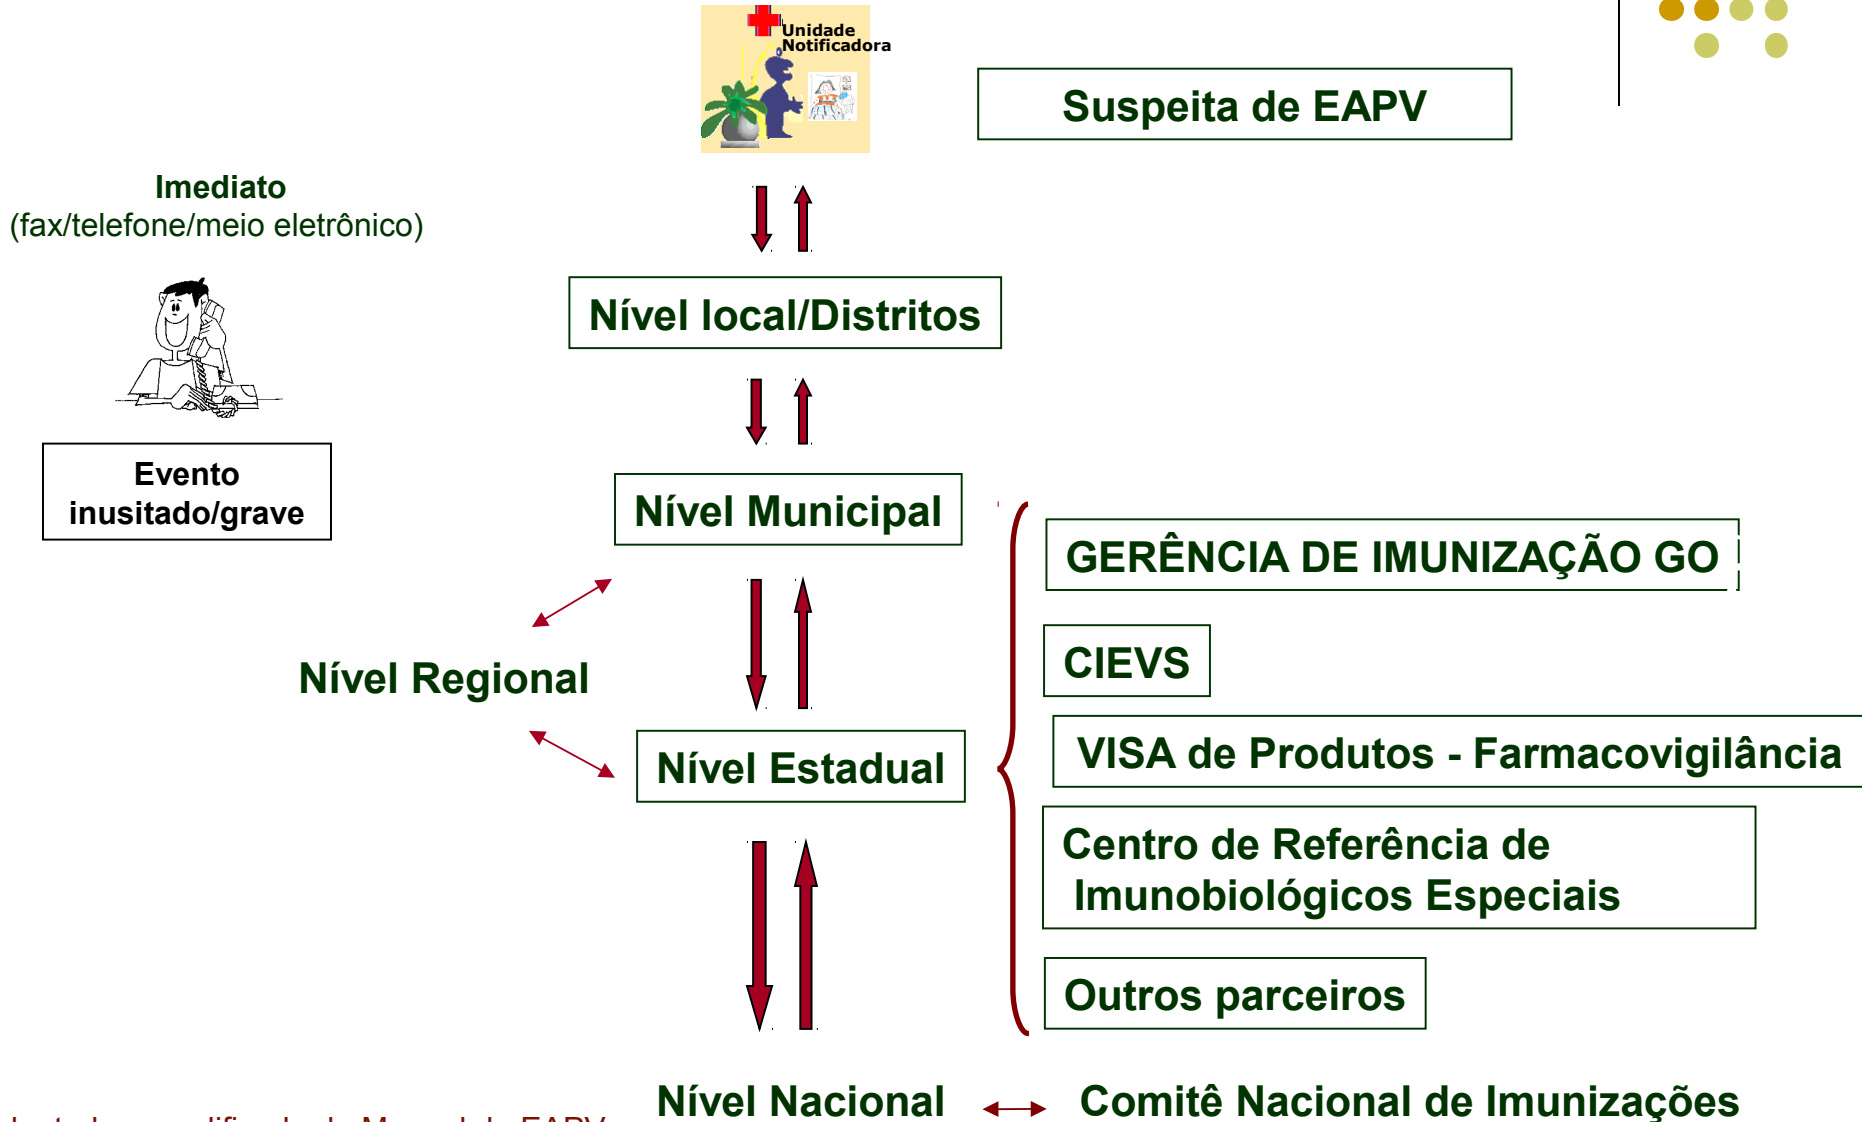 Unidade
Notificadora
Suspeita de EAPV
Imediato
(fax/telefone/meio eletrônico)
Nível local/Distritos
Evento
inusitado/grave
Nível Municipal
GERÊNCIA DE IMUNIZAÇÃO GO
CIEVS
Nível Regional
VISA de Produtos - Farmacovigilância
Nível Estadual
Centro de Referência de
Imunobiológicos Especiais
Outros parceiros
Nível Nacional
Comitê Nacional de Imunizações